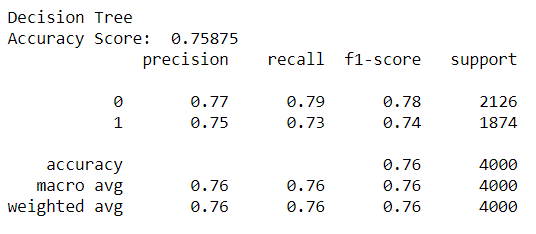 Decision Tree
Accuracy Score:  0.75875
              precision    recall  f1-score   support

           0       0.77      0.79      0.78      2126
           1       0.75      0.73      0.74      1874

    accuracy                           0.76      4000
   macro avg       0.76      0.76      0.76      4000
weighted avg       0.76      0.76      0.76      4000